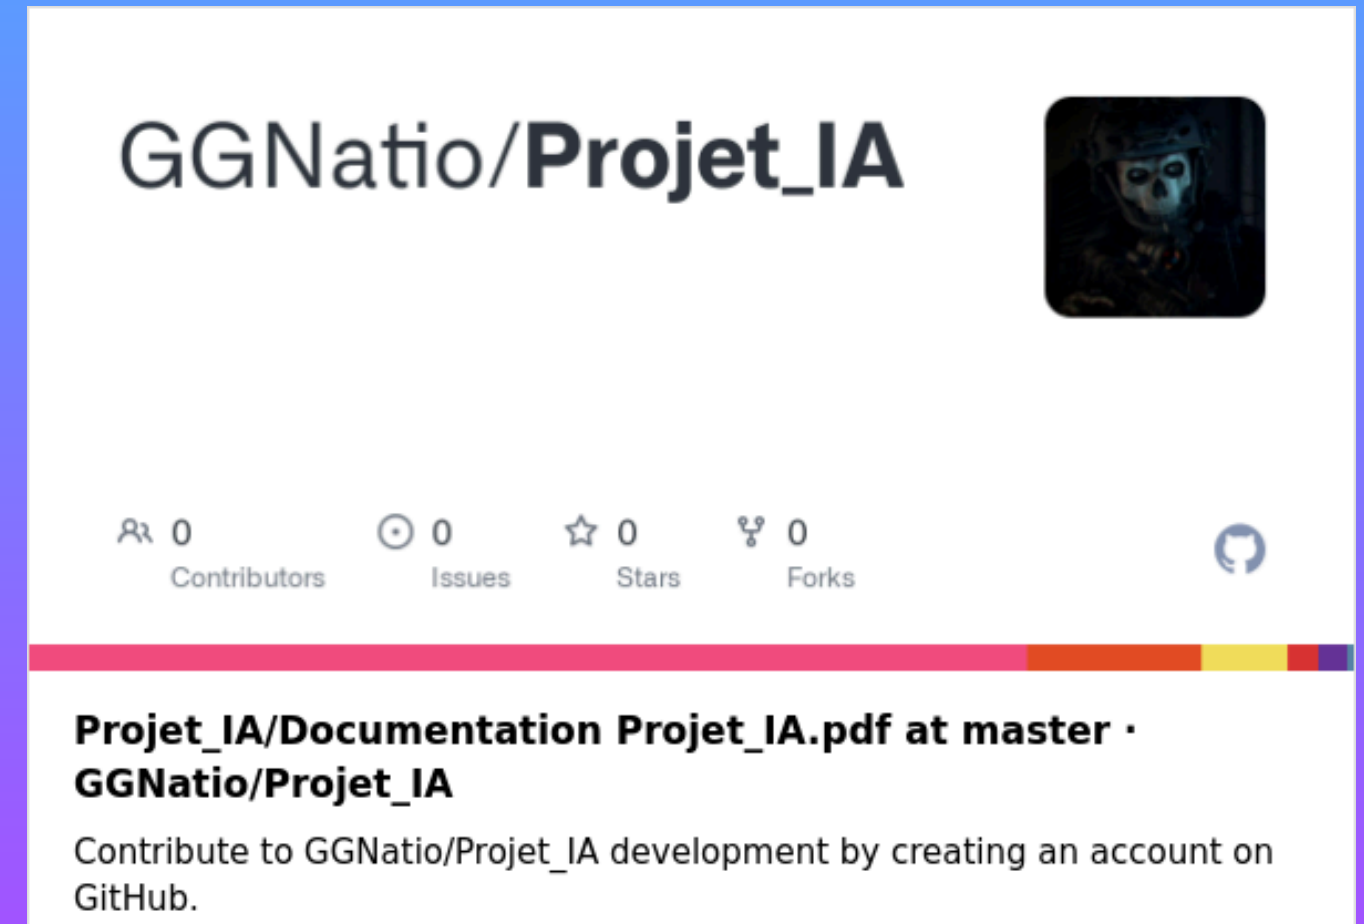 GGNatio/Projet_IA
0 0 0 0
Contributors Issues Stars Forks
Projet_IA/Documentation Projet_IA.pdf at master ·
GGNatio/Projet_IA
Contribute to GGNatio/Projet_IA development by creating an account on
GitHub.